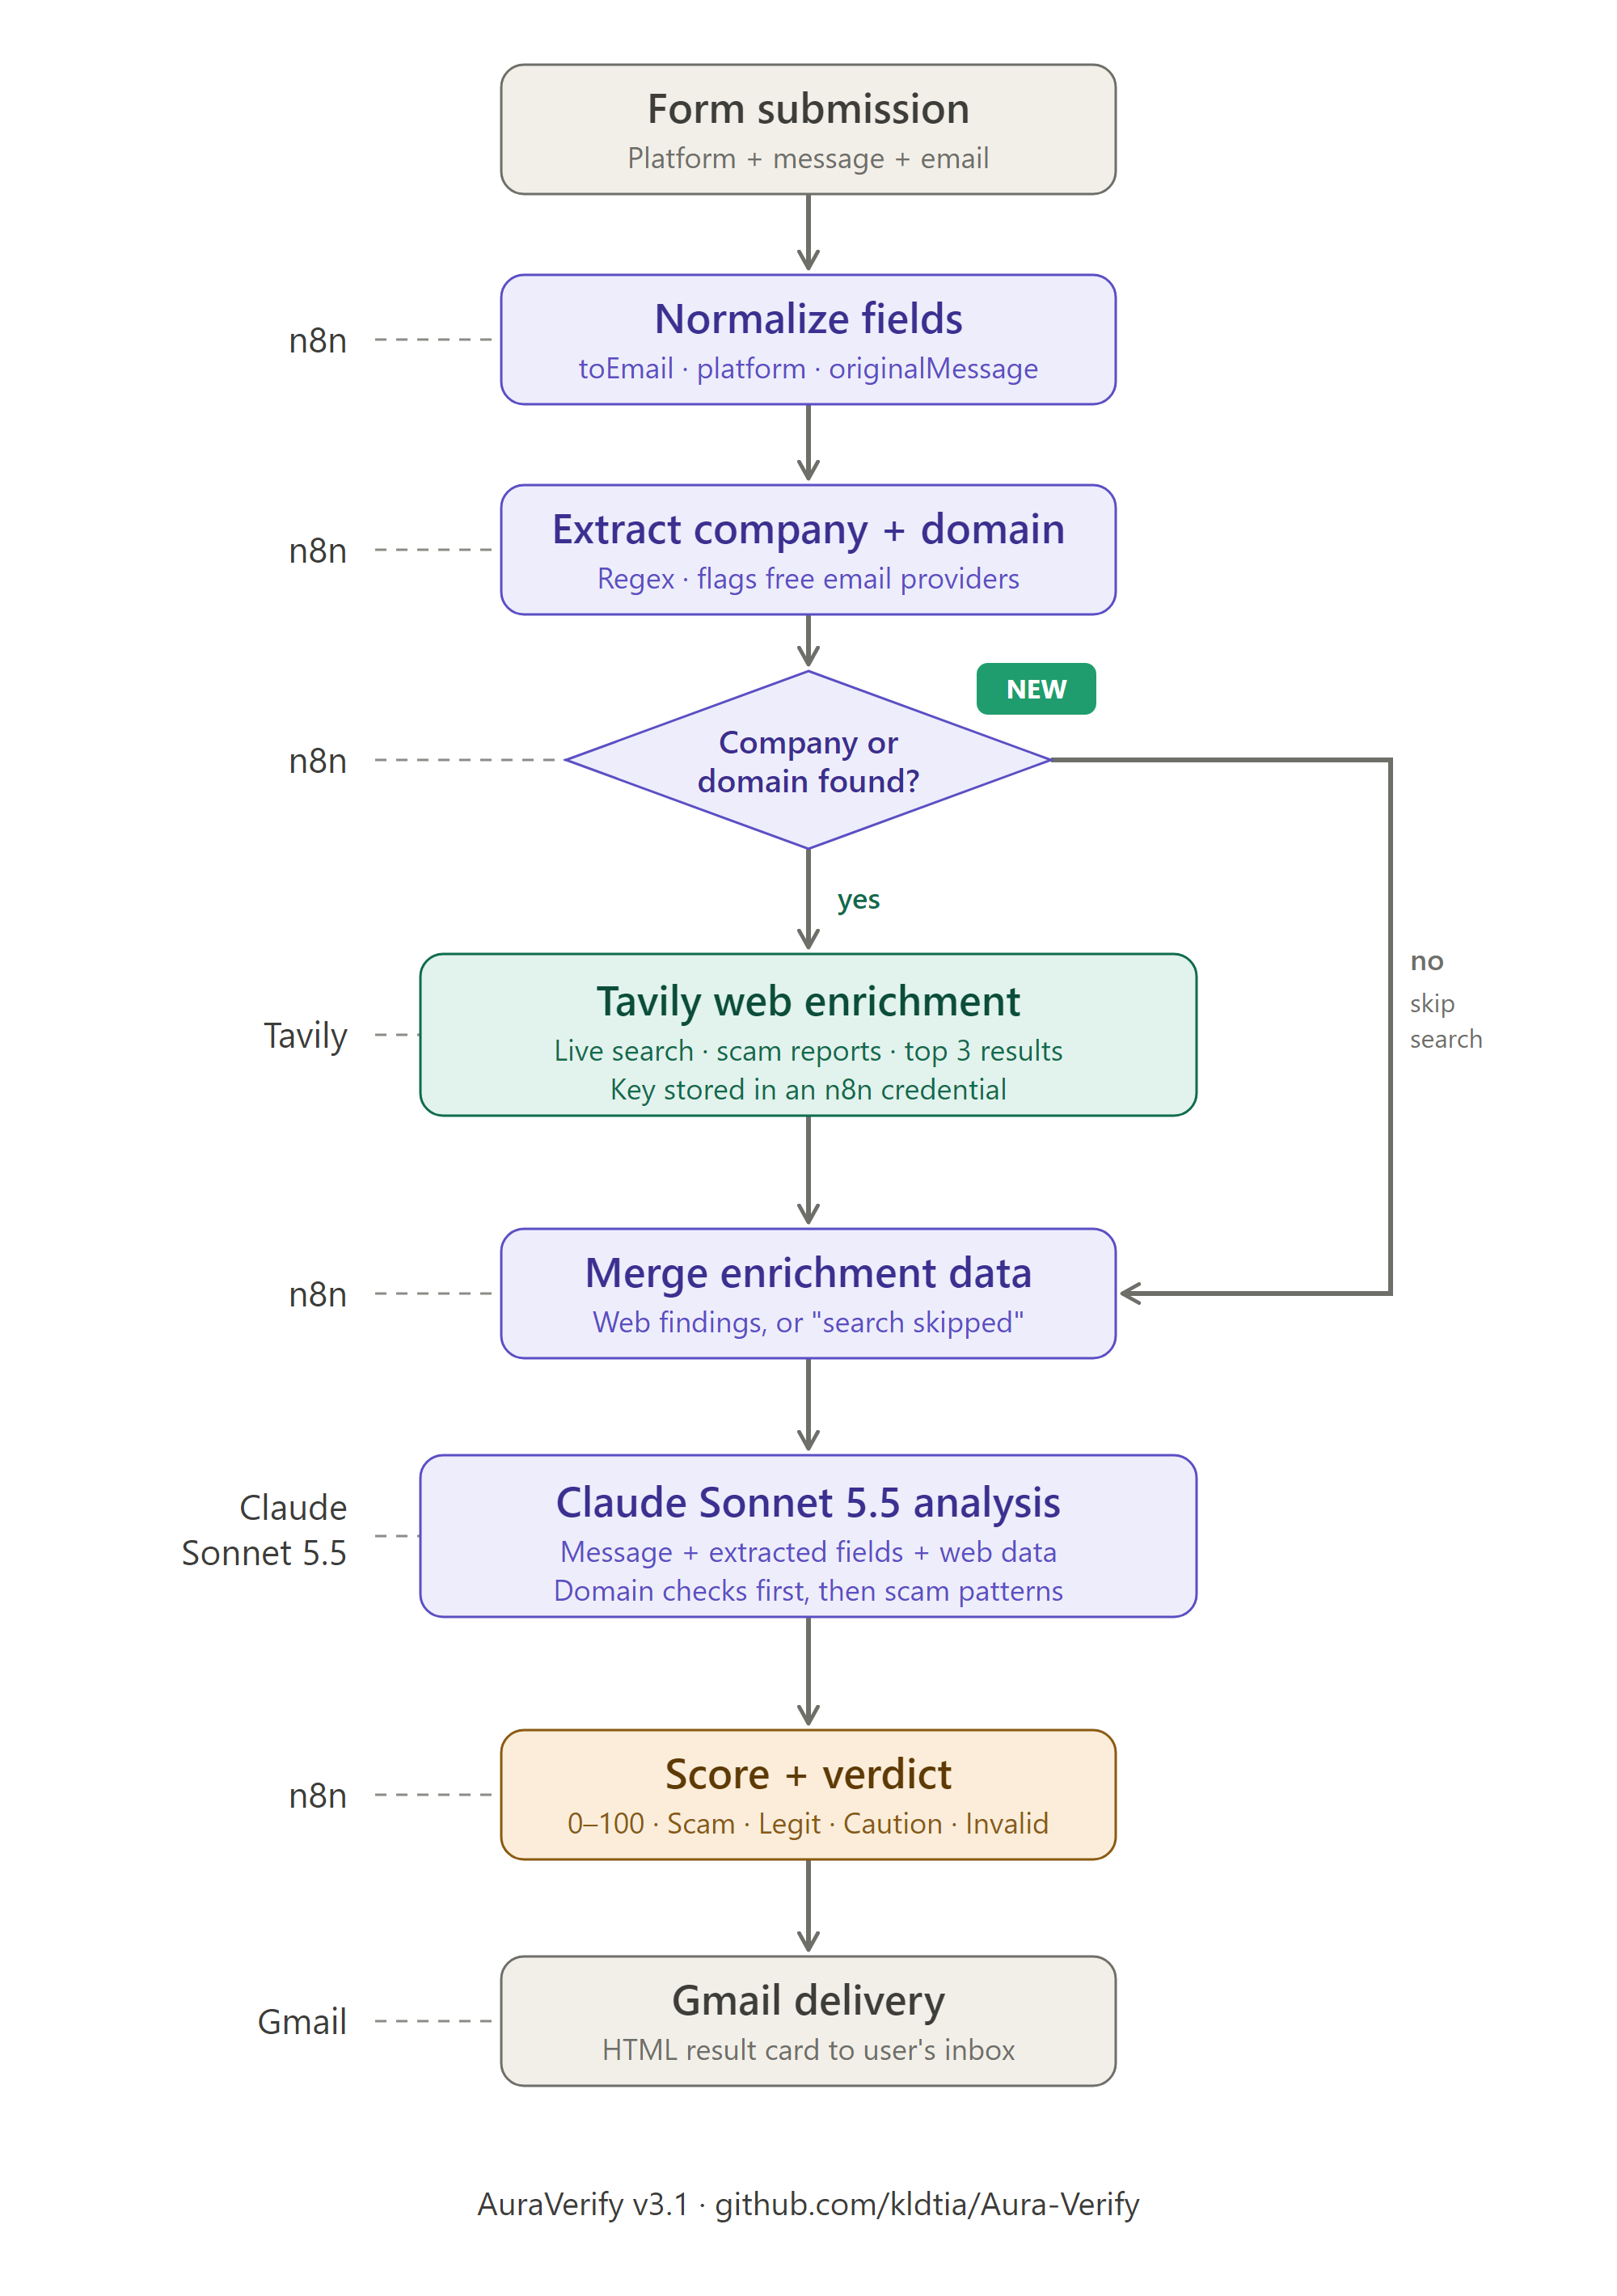 Form submission
Platform + message + email
n8n
Normalize fields
toEmail · platform · originalMessage
n8n
Extract company + domain
Regex · flags free email providers
NEW
n8n
Company or
domain found?
yes
no
skip
search
Tavily
Tavily web enrichment
Live search · scam reports · top 3 results
Key stored in an n8n credential
n8n
Merge enrichment data
Web findings, or "search skipped"
Claude
Sonnet 5.5
Claude Sonnet 5.5 analysis
Message + extracted fields + web data
Domain checks first, then scam patterns
n8n
Score + verdict
0–100 · Scam · Legit · Caution · Invalid
Gmail
Gmail delivery
HTML result card to user's inbox
AuraVerify v3.1 · github.com/kldtia/Aura-Verify